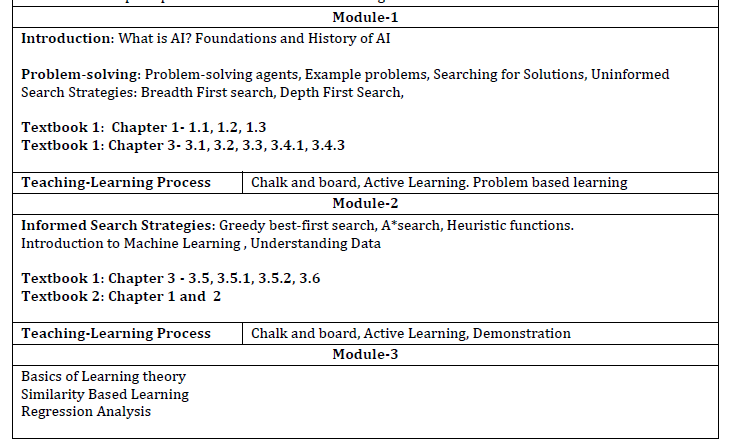 Module-1
Introduction: What is AI? Foundations and History of AI
Problem-solving: Problem-solving agents, Example problems, Searching for Solutions, Uninformed
Search Strategies: Breadth First search, Depth First Search,
Textbook 1:  Chapter 1- 1.1, 1.2, 1.3
Textbook 1: Chapter 3- 3.1, 3.2, 3.3, 3.4.1, 3.4.3
Teaching-Learning Process Chalk and board, Active Learning. Problem based learning
Module-2
Informed Search Strategies: Greedy best-first search, A*search, Heuristic functions.
Introduction to Machine Learning , Understanding Data
Textbook 1: Chapter 3 - 3.5, 3.5.1, 3.5.2, 3.6
Textbook 2: Chapter 1 and  2
Teaching-Learning Process Chalk and board, Active Learning, Demonstration
Module-3
Basics of Learning theory
Similarity Based Learning
Regression Analysis